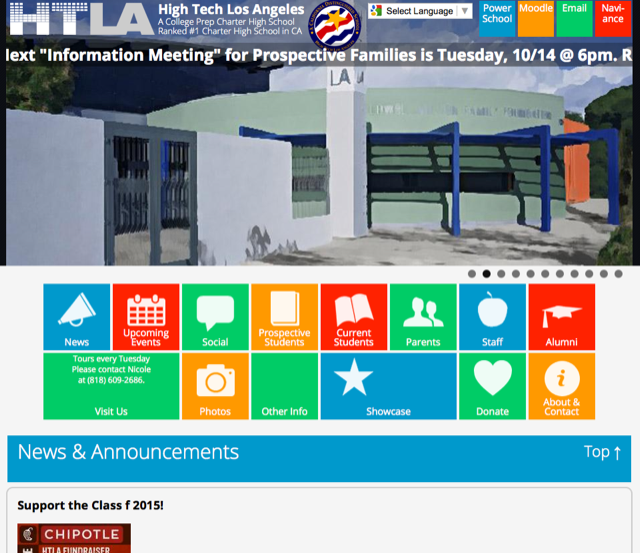 HTLA
High Tech Los Angeles
A College Prep Charter High School
Ranked #1 Charter High School in CA
Select Language
Power
School
Moodle
Email
Navi-
ance
ext "Information Meeting" for Prospective Families is Tuesday, 10/14 @ 6pm. R
LA
News
Upcoming
Events
Social
Prospective
Students
Current
Students
Parents
Staff
Alumni
Tours every Tuesday
Please contact Nicole
at (818) 609-2686.
Visit Us
Photos
Other Info
Showcase
Donate
About &
Contact
News & Announcements
Top ↑
Support the Class f 2015!
CHIPOTLE
HTLA FUNDRAISER